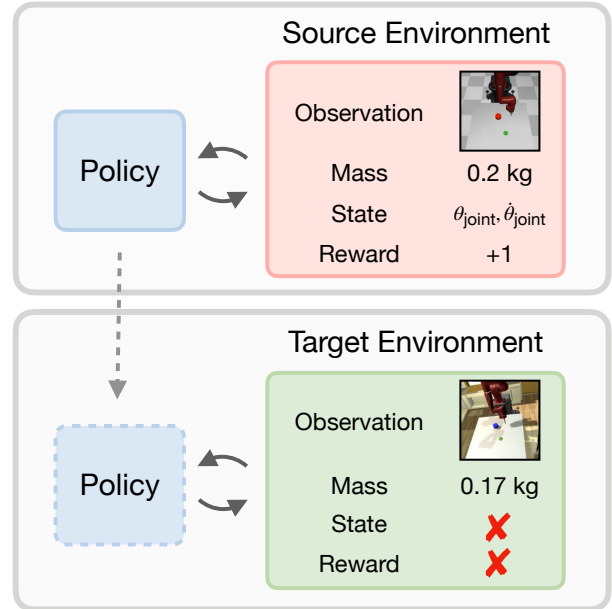 Source Environment
Policy
Observation
Mass 0.2 kg
State θjoint, θ̇joint
Reward +1
Target Environment
Policy
Observation
Mass 0.17 kg
State ✘
Reward ✘